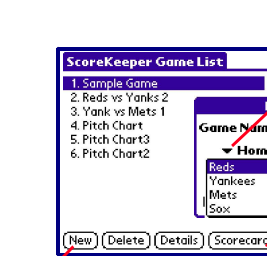 ScoreKeeper Game List
1. Sample Game
2. Reds vs Yanks 2
3. Yank vs Mets 1
4. Pitch Chart
5. Pitch Chart3
6. Pitch Chart2
Game Nam
Hom
Reds
Yankees
Mets
Sox
New Delete Details Scorecard